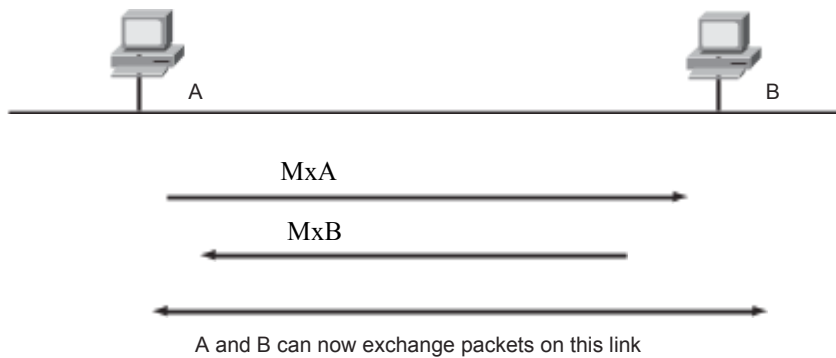 A
B
MxA
MxB
A and B can now exchange packets on this link